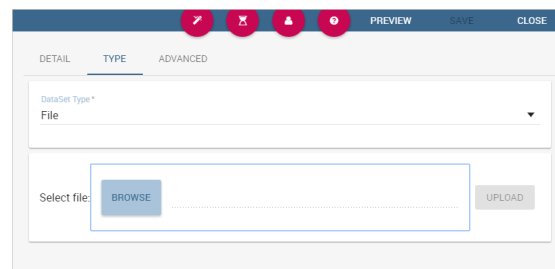 PREVIEW SAVE CLOSE
DETAIL TYPE ADVANCED
DataSet Type *
File
Select file: BROWSE UPLOAD